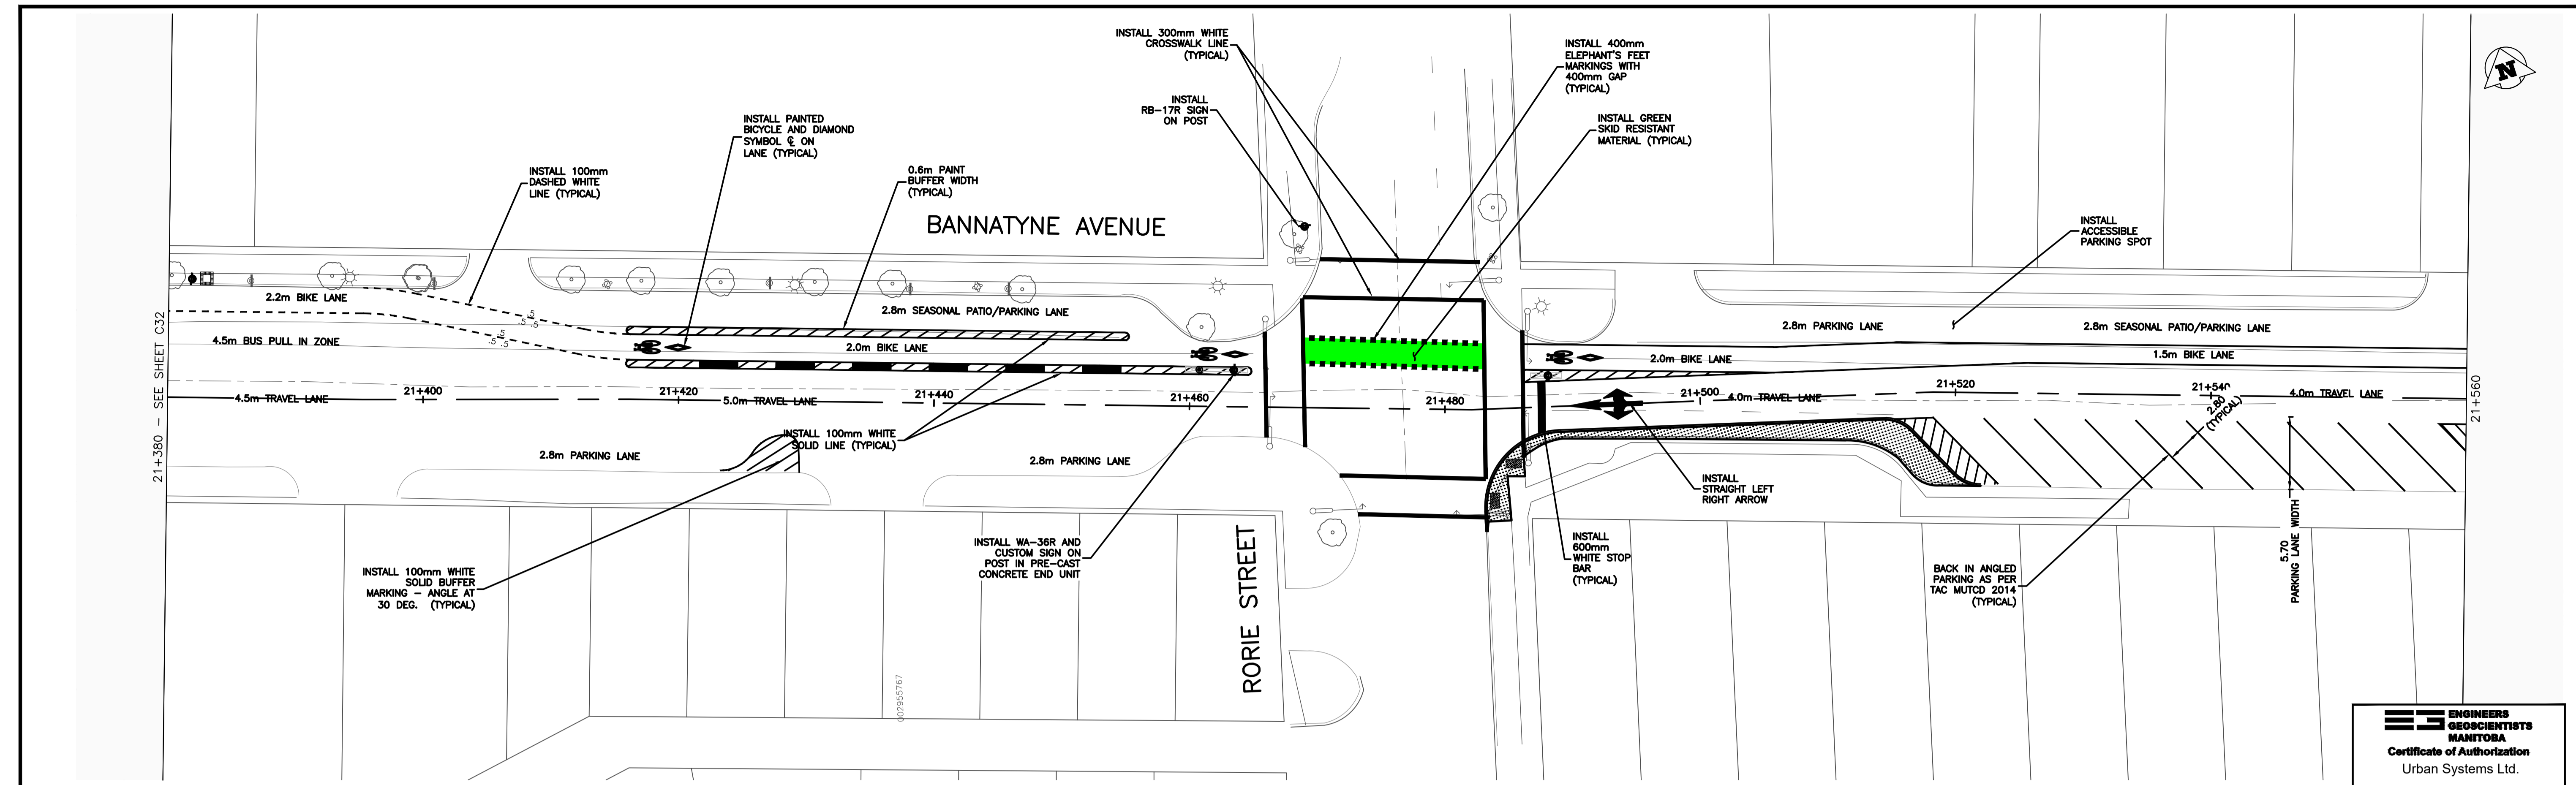 INSTALL 300mm WHITE
CROSSWALK LINE
(TYPICAL)
INSTALL 400mm
ELEPHANT'S FEET
MARKINGS WITH
400mm GAP
(TYPICAL)
N
INSTALL
RB-17R SIGN
ON POST
INSTALL PAINTED
BICYCLE AND DIAMOND
SYMBOL ℄ ON
LANE (TYPICAL)
INSTALL GREEN
SKID RESISTANT
MATERIAL (TYPICAL)
INSTALL 100mm
DASHED WHITE
LINE (TYPICAL)
0.6m PAINT
BUFFER WIDTH
(TYPICAL)
BANNATYNE AVENUE
INSTALL
ACCESSIBLE
PARKING SPOT
2.2m BIKE LANE
2.8m SEASONAL PATIO/PARKING LANE
2.8m PARKING LANE
2.8m SEASONAL PATIO/PARKING LANE
.5
.5 .5
.5
.5 .5
4.5m BUS PULL IN ZONE
2.0m BIKE LANE
2.0m BIKE LANE
1.5m BIKE LANE
21+380 - SEE SHEET C32
21+400
21+420
21+440
21+460
21+480
21+500
21+520
21+540
21+560
4.5m TRAVEL LANE
5.0m TRAVEL LANE
4.0m TRAVEL LANE
4.0m TRAVEL LANE
2.80
(TYPICAL)
INSTALL 100mm WHITE
SOLID LINE (TYPICAL)
2.8m PARKING LANE
2.8m PARKING LANE
INSTALL
STRAIGHT LEFT
RIGHT ARROW
5.70
PARKING LANE WIDTH
RORIE STREET
INSTALL WA-36R AND
CUSTOM SIGN ON
POST IN PRE-CAST
CONCRETE END UNIT
INSTALL
600mm
WHITE STOP
BAR
(TYPICAL)
INSTALL 100mm WHITE
SOLID BUFFER
MARKING - ANGLE AT
30 DEG. (TYPICAL)
BACK IN ANGLED
PARKING AS PER
TAC MUTCD 2014
(TYPICAL)
002955767
ENGINEERS
GEOSCIENTISTS
MANITOBA
Certificate of Authorization
Urban Systems Ltd.